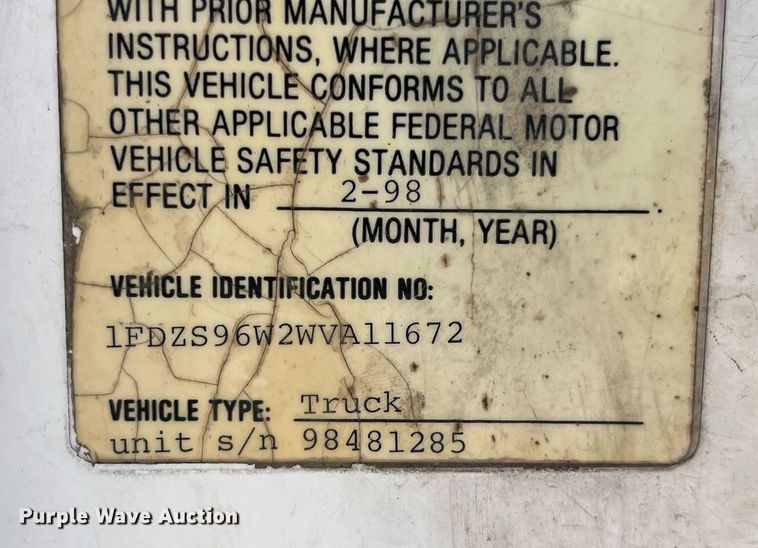 WITH PRIOR MANUFACTURER'S
INSTRUCTIONS, WHERE APPLICABLE.
THIS VEHICLE CONFORMS TO ALL
OTHER APPLICABLE FEDERAL MOTOR
VEHICLE SAFETY STANDARDS IN
EFFECT IN 2-98.
(MONTH, YEAR)
VEHICLE IDENTIFICATION NO:
1FDZS96W2WVA11672
VEHICLE TYPE: Truck
unit s/n 98481285
Purple Wave Auction